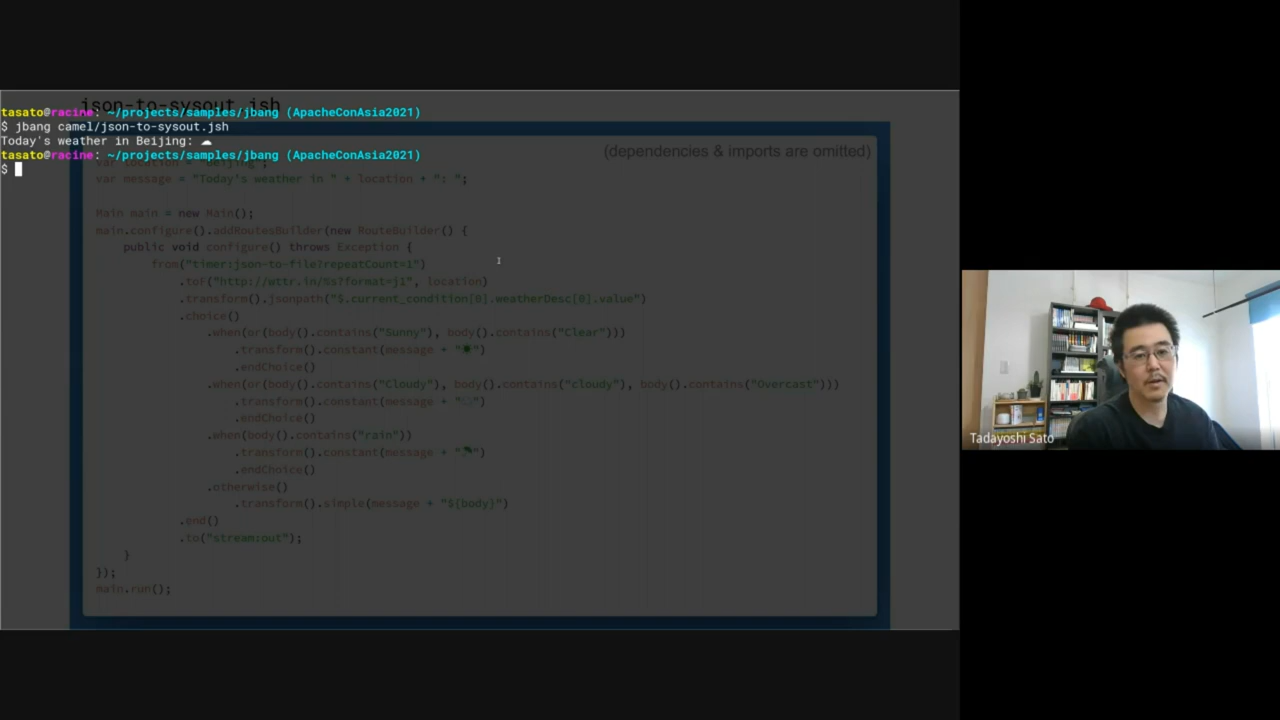 json-to-sysout.jsh
tasato@racine: ~/projects/samples/jbang (ApacheConAsia2021)
$ jbang camel/json-to-sysout.jsh
Today's weather in Beijing: ☁
tasato@racine: ~/projects/samples/jbang (ApacheConAsia2021)
$
(dependencies & imports are omitted)
var location = "Beijing";
var message = "Today's weather in " + location + ": ";
Main main = new Main();
main.configure().addRoutesBuilder(new RouteBuilder() {
public void configure() throws Exception {
from("timer:json-to-file?repeatCount=1")
.toF("http://wttr.in/%s?format=j1", location)
.transform().jsonpath("$.current_condition[0].weatherDesc[0].value")
.choice()
.when(or(body().contains("Sunny"), body().contains("Clear")))
.transform().constant(message + "☀")
.endChoice()
.when(or(body().contains("Cloudy"), body().contains("cloudy"), body().contains("Overcast")))
.transform().constant(message + "☁")
.endChoice()
.when(body().contains("rain"))
.transform().constant(message + "☂")
.endChoice()
.otherwise()
.transform().simple(message + "${body}")
.end()
.to("stream:out");
}
});
main.run();
Tadayoshi Sato